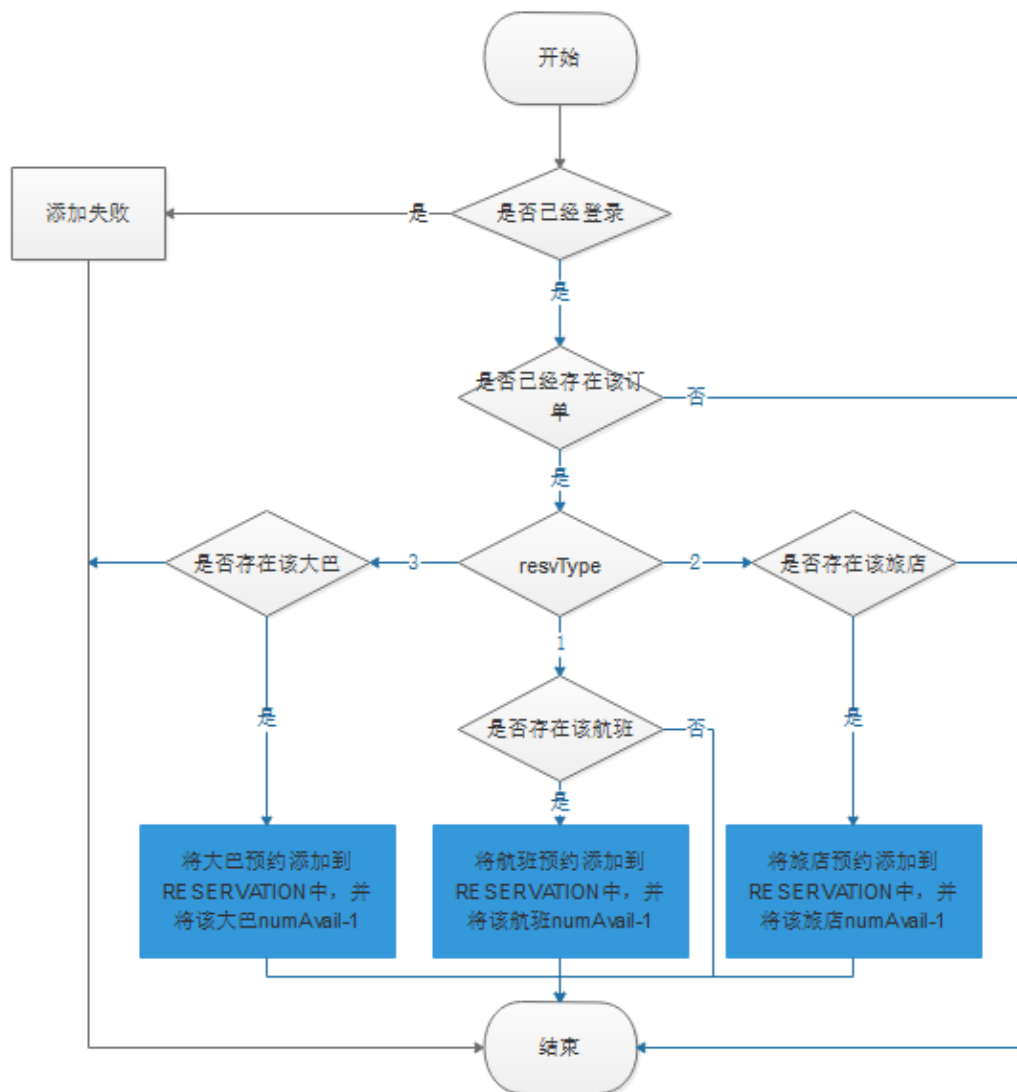 开始
添加失败
是
是否已经登录
是
是否已经存在该订
单
否
是
是否存在该大巴
3
resvType
2
是否存在该旅店
1
是
是否存在该航班
否
是
是
将大巴预约添加到
RESERVATION中，并
将该大巴numAvail-1
将航班预约添加到
RESERVATION中，并
将该航班numAvail-1
将旅店预约添加到
RESERVATION中，并
将该旅店numAvail-1
结束